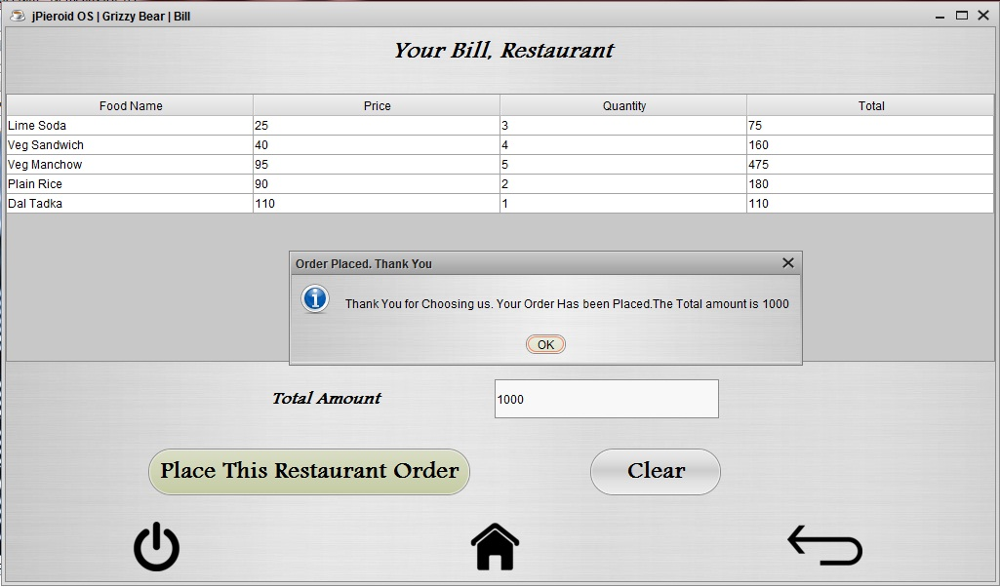 jPieroid OS | Grizzy Bear | Bill
Your Bill, Restaurant
Food Name Price Quantity Total
Lime Soda 25 3 75
Veg Sandwich 40 4 160
Veg Manchow 95 5 475
Plain Rice 90 2 180
Dal Tadka 110 1 110
Order Placed. Thank You
Thank You for Choosing us. Your Order Has been Placed.The Total amount is 1000
OK
Total Amount 1000
Place This Restaurant Order Clear